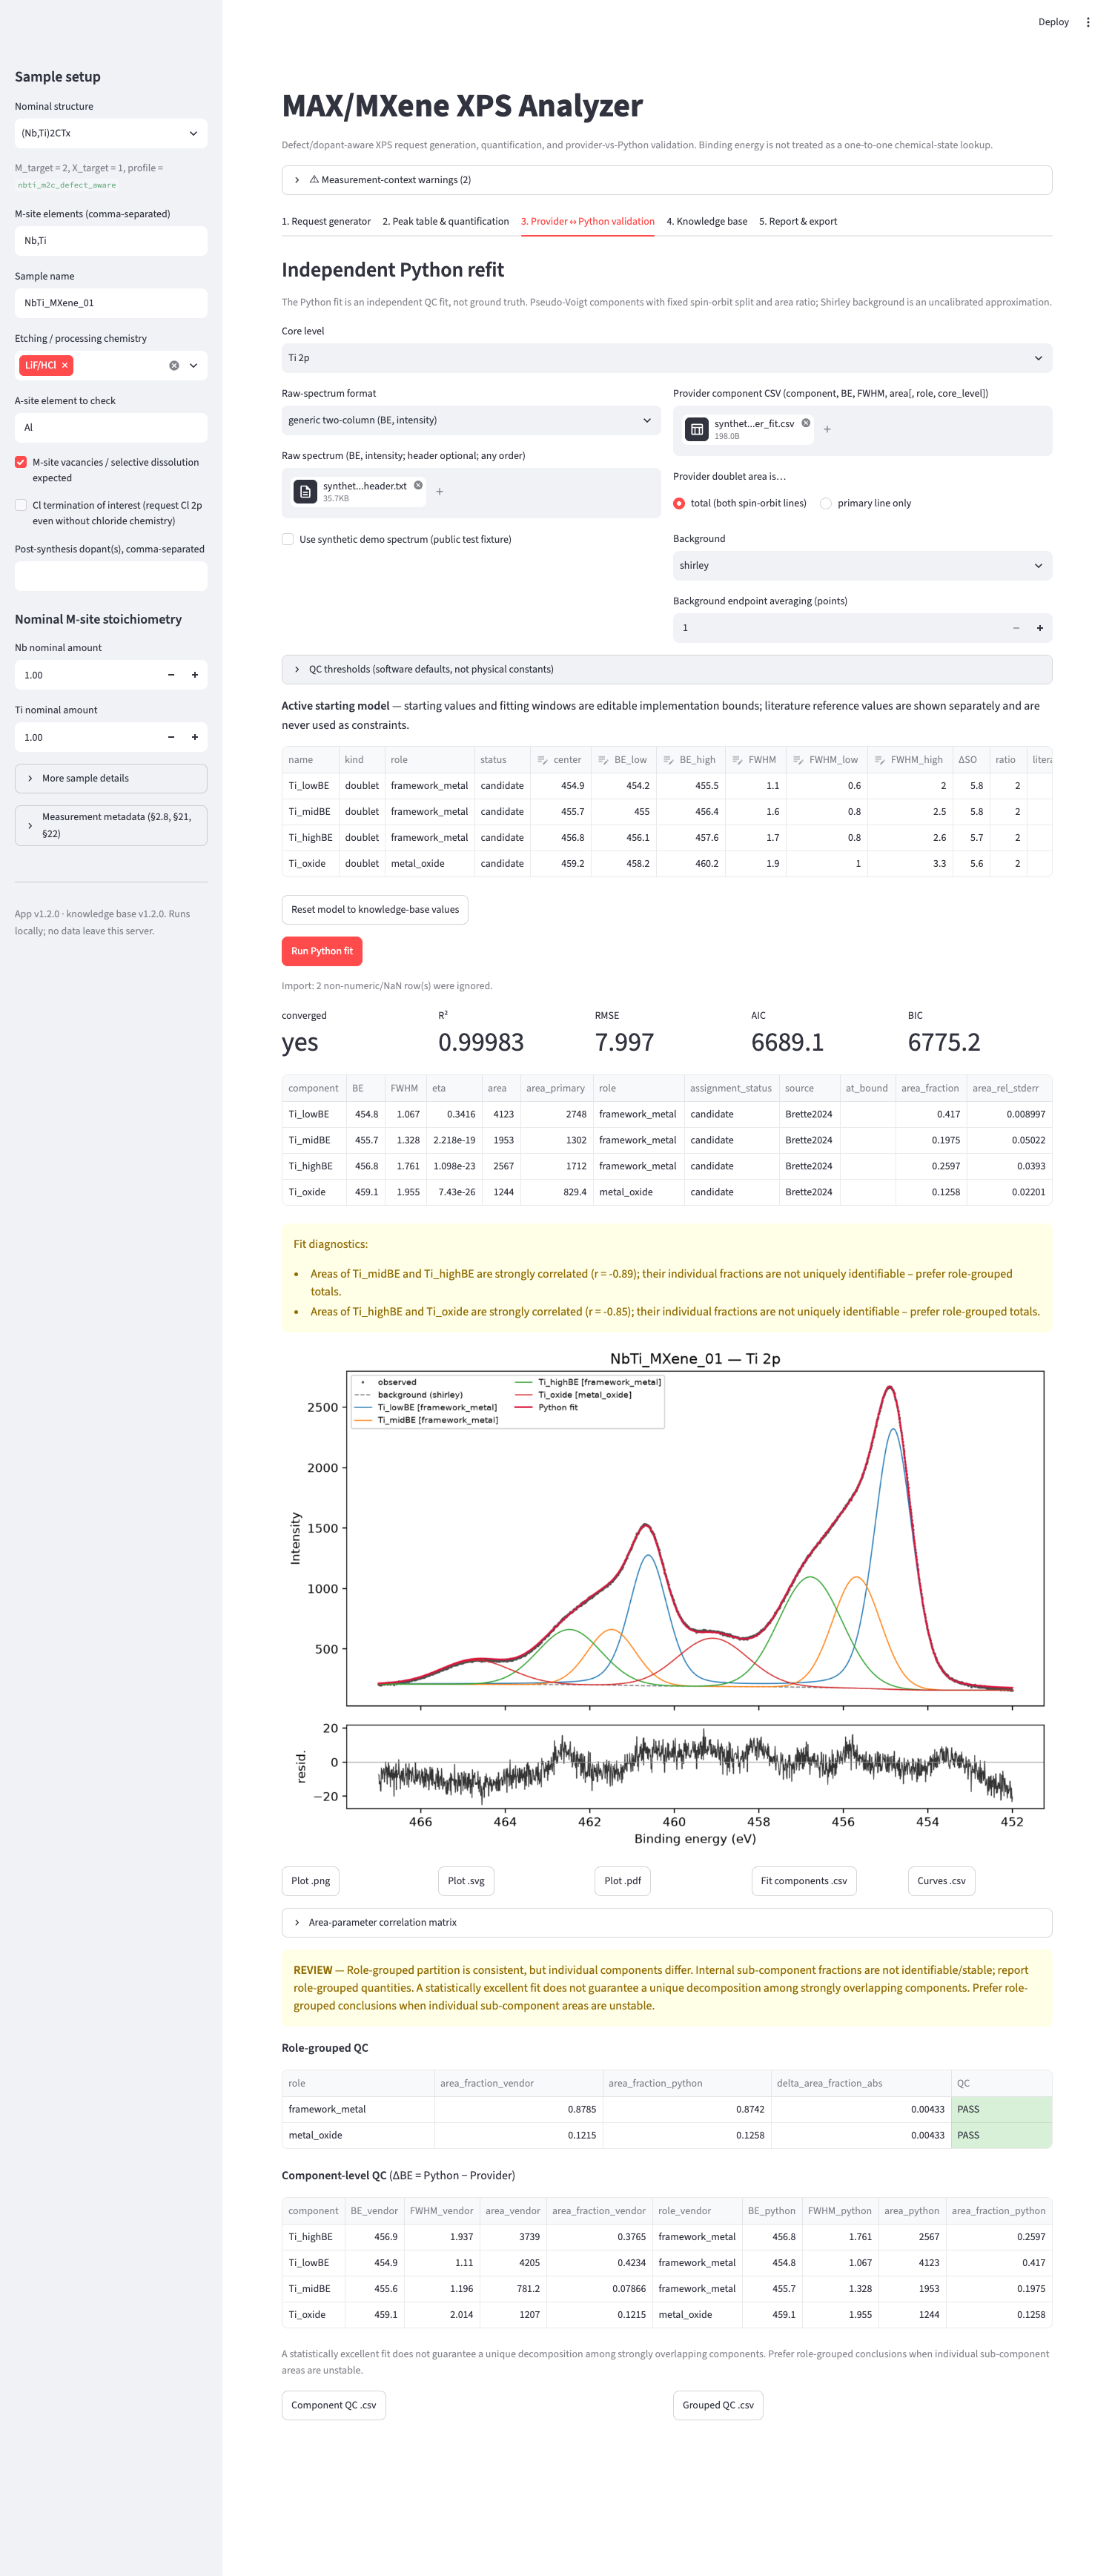 Deploy
Sample setup
Nominal structure
(Nb,Ti)2CTx
M_target = 2, X_target = 1, profile =
nbti_m2c_defect_aware
M-site elements (comma-separated)
Nb,Ti
Sample name
NbTi_MXene_01
Etching / processing chemistry
LiF/HCl
A-site element to check
Al
M-site vacancies / selective dissolution
expected
Cl termination of interest (request Cl 2p
even without chloride chemistry)
Post-synthesis dopant(s), comma-separated
Nominal M-site stoichiometry
Nb nominal amount
1.00
Ti nominal amount
1.00
More sample details
Measurement metadata (§2.8, §21,
§22)
App v1.2.0 · knowledge base v1.2.0. Runs
locally; no data leave this server.
MAX/MXene XPS Analyzer
Defect/dopant-aware XPS request generation, quantification, and provider-vs-Python validation. Binding energy is not treated as a one-to-one chemical-state lookup.
⚠ Measurement-context warnings (2)
1. Request generator 2. Peak table & quantification 3. Provider ↔ Python validation 4. Knowledge base 5. Report & export
Independent Python refit
The Python fit is an independent QC fit, not ground truth. Pseudo-Voigt components with fixed spin-orbit split and area ratio; Shirley background is an uncalibrated approximation.
Core level
Ti 2p
Raw-spectrum format
generic two-column (BE, intensity)
Raw spectrum (BE, intensity; header optional; any order)
synthet...header.txt
35.7KB
Use synthetic demo spectrum (public test fixture)
Provider component CSV (component, BE, FWHM, area[, role, core_level])
synthet...er_fit.csv
198.0B
Provider doublet area is…
total (both spin-orbit lines) primary line only
Background
shirley
Background endpoint averaging (points)
1
QC thresholds (software defaults, not physical constants)
Active starting model — starting values and fitting windows are editable implementation bounds; literature reference values are shown separately and are
never used as constraints.
name kind role status center BE_low BE_high FWHM FWHM_low FWHM_high ΔSO ratio litera
Ti_lowBE doublet framework_metal candidate 454.9 454.2 455.5 1.1 0.6 2 5.8 2
Ti_midBE doublet framework_metal candidate 455.7 455 456.4 1.6 0.8 2.5 5.8 2
Ti_highBE doublet framework_metal candidate 456.8 456.1 457.6 1.7 0.8 2.6 5.7 2
Ti_oxide doublet metal_oxide candidate 459.2 458.2 460.2 1.9 1 3.3 5.6 2
Reset model to knowledge-base values
Run Python fit
Import: 2 non-numeric/NaN row(s) were ignored.
converged R² RMSE AIC BIC
yes 0.99983 7.997 6689.1 6775.2
component BE FWHM eta area area_primary role assignment_status source at_bound area_fraction area_rel_stderr
Ti_lowBE 454.8 1.067 0.3416 4123 2748 framework_metal candidate Brette2024 0.417 0.008997
Ti_midBE 455.7 1.328 2.218e-19 1953 1302 framework_metal candidate Brette2024 0.1975 0.05022
Ti_highBE 456.8 1.761 1.098e-23 2567 1712 framework_metal candidate Brette2024 0.2597 0.0393
Ti_oxide 459.1 1.955 7.43e-26 1244 829.4 metal_oxide candidate Brette2024 0.1258 0.02201
Fit diagnostics:
• Areas of Ti_midBE and Ti_highBE are strongly correlated (r = -0.89); their individual fractions are not uniquely identifiable – prefer role-grouped
totals.
• Areas of Ti_highBE and Ti_oxide are strongly correlated (r = -0.85); their individual fractions are not uniquely identifiable – prefer role-grouped totals.
NbTi_MXene_01 — Ti 2p
observed
background (shirley)
Ti_lowBE [framework_metal]
Ti_midBE [framework_metal]
Ti_highBE [framework_metal]
Ti_oxide [metal_oxide]
Python fit
Intensity
2500
2000
1500
1000
500
resid.
20
0
−20
466 464 462 460 458 456 454 452
Binding energy (eV)
Plot .png Plot .svg Plot .pdf Fit components .csv Curves .csv
Area-parameter correlation matrix
REVIEW — Role-grouped partition is consistent, but individual components differ. Internal sub-component fractions are not identifiable/stable; report
role-grouped quantities. A statistically excellent fit does not guarantee a unique decomposition among strongly overlapping components. Prefer role-
grouped conclusions when individual sub-component areas are unstable.
Role-grouped QC
role area_fraction_vendor area_fraction_python delta_area_fraction_abs QC
framework_metal 0.8785 0.8742 0.00433 PASS
metal_oxide 0.1215 0.1258 0.00433 PASS
Component-level QC (ΔBE = Python − Provider)
component BE_vendor FWHM_vendor area_vendor area_fraction_vendor role_vendor BE_python FWHM_python area_python area_fraction_python
Ti_highBE 456.9 1.937 3739 0.3765 framework_metal 456.8 1.761 2567 0.2597
Ti_lowBE 454.9 1.11 4205 0.4234 framework_metal 454.8 1.067 4123 0.417
Ti_midBE 455.6 1.196 781.2 0.07866 framework_metal 455.7 1.328 1953 0.1975
Ti_oxide 459.1 2.014 1207 0.1215 metal_oxide 459.1 1.955 1244 0.1258
A statistically excellent fit does not guarantee a unique decomposition among strongly overlapping components. Prefer role-grouped conclusions when individual sub-component
areas are unstable.
Component QC .csv Grouped QC .csv